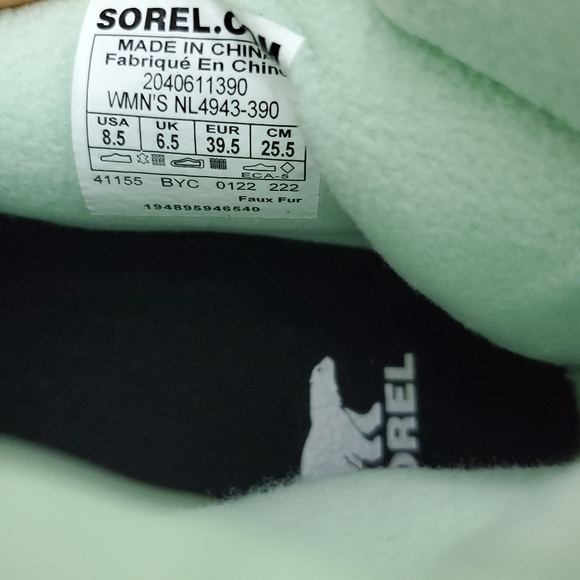 SOREL.COM
MADE IN CHINA
Fabriqué En Chine
2040611390
WMN'S NL4943-390
USA UK EUR CM
8.5 6.5 39.5 25.5
ECA-5
41155 BYC 0122 222
Faux Fur
194895946540
SOREL